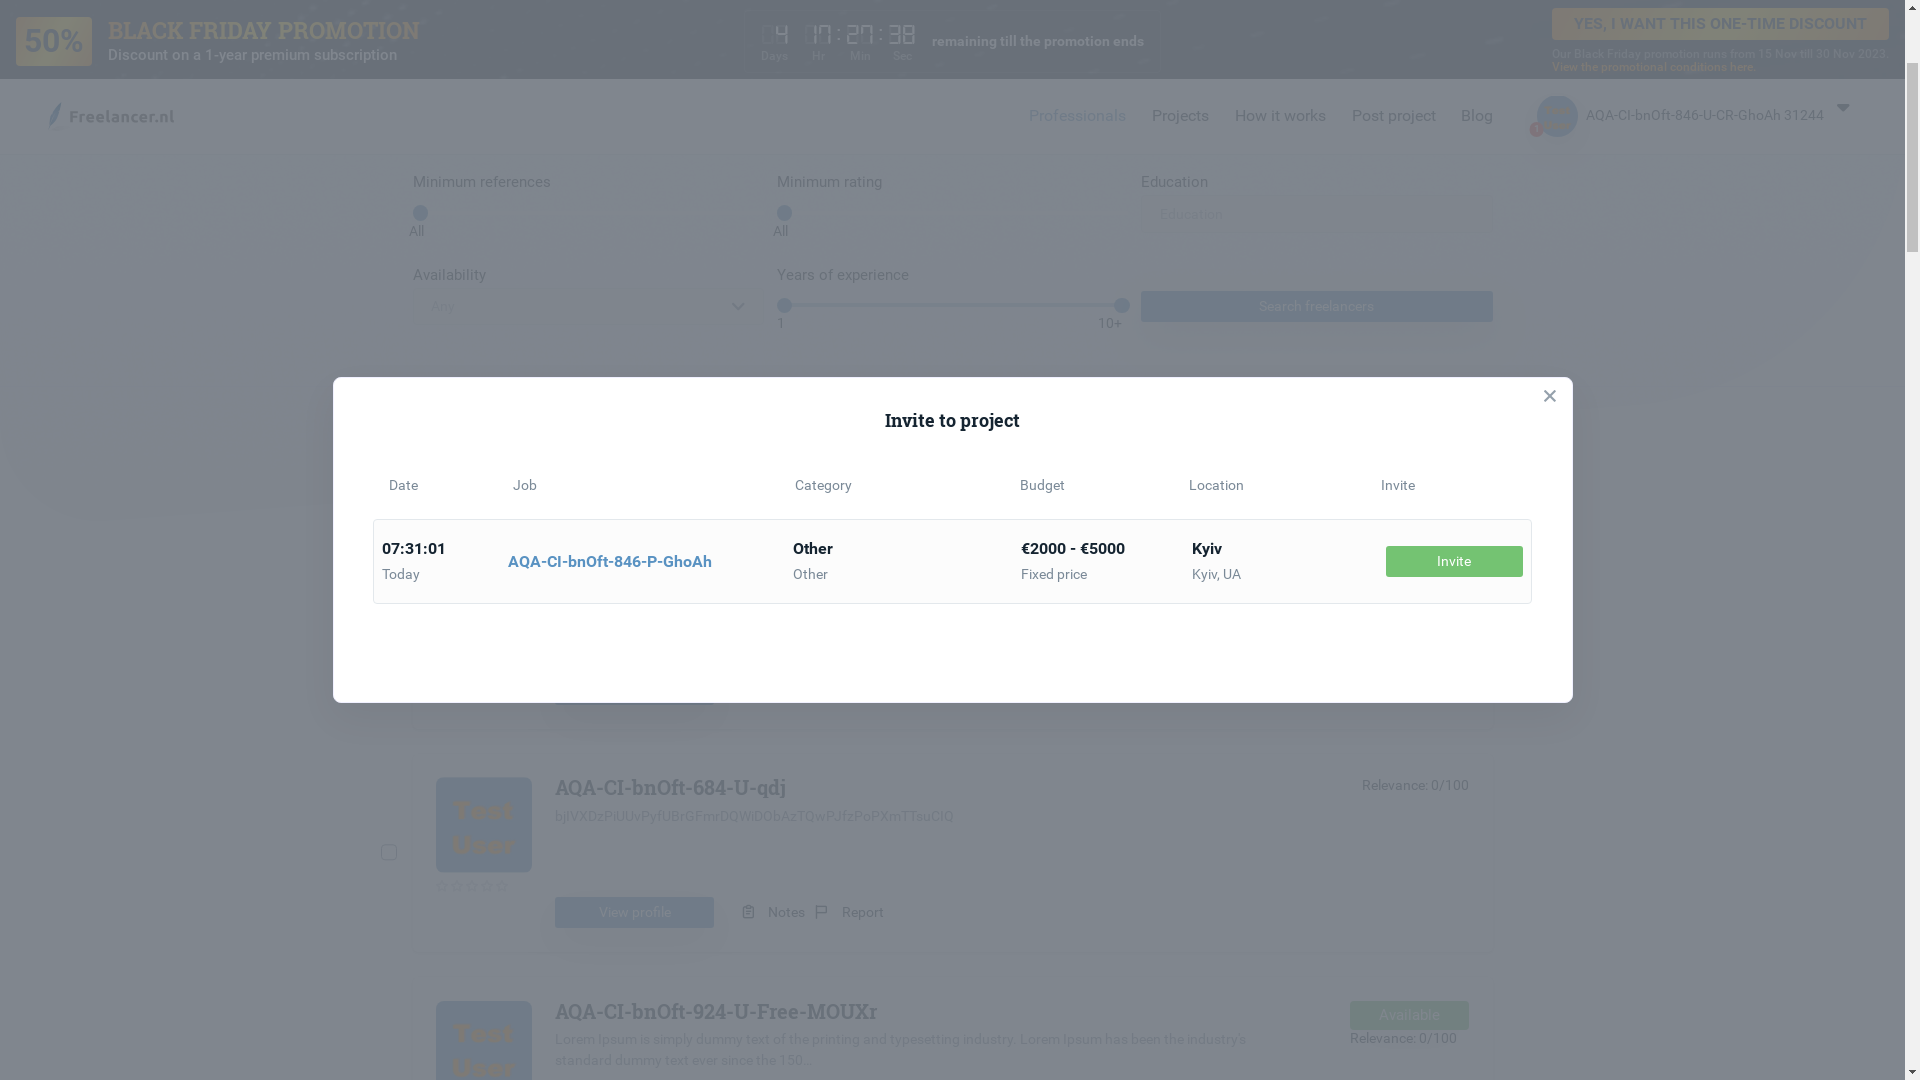 50%
BLACK FRIDAY PROMOTION
Discount on a 1-year premium subscription
4 17:27:38
Days Hr Min Sec
remaining till the promotion ends
YES, I WANT THIS ONE-TIME DISCOUNT
Our Black Friday promotion runs from 15 Nov till 30 Nov 2023.
View the promotional conditions here
Freelancer.nl
Professionals
Projects
How it works
Post project
Blog
AQA-CI-bnOft-846-U-CR-GhoAh 31244
Minimum references
Minimum rating
Education
Education
All
All
Availability
Years of experience
Any
Search freelancers
1
10+
Invite to project
Date Job Category Budget Location Invite
07:31:01
Today
AQA-CI-bnOft-846-P-GhoAh
Other
Other
€2000 - €5000
Fixed price
Kyiv
Kyiv, UA
Invite
AQA-CI-bnOft-684-U-qdj
Relevance: 0/100
Test
User
View profile
Notes
Report
AQA-CI-bnOft-924-U-Free-MOUXr
Available
Relevance: 0/100
Lorem Ipsum is simply dummy text of the printing and typesetting industry. Lorem Ipsum has been the industry's
standard dummy text ever since the 150...
Test
User